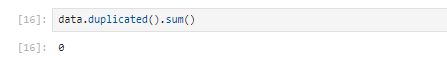 [16]: data.duplicated().sum()
[16]: 0